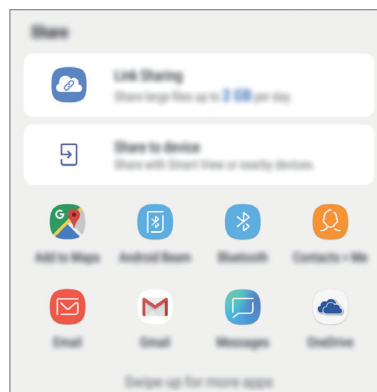 Share
Link Sharing
Share large files up to 2 GB per day.
Share to device
Share with Smart View or nearby devices.
Add to Maps Android Beam Bluetooth Contacts + Me
Email Gmail Messages OneDrive
Swipe up for more apps